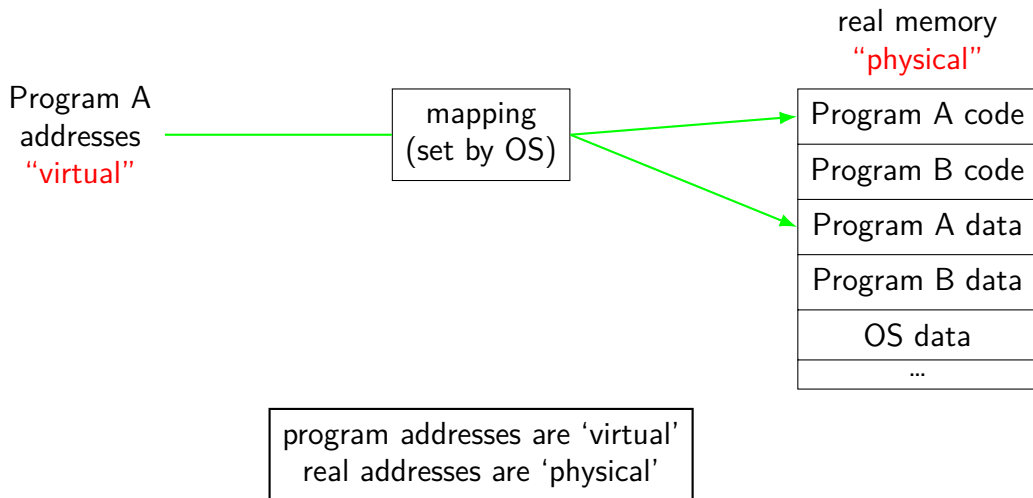 real memory
“physical”
Program A
addresses
“virtual”
mapping
(set by OS)
Program A code
Program B code
Program A data
Program B data
OS data
...
program addresses are ‘virtual’
real addresses are ‘physical’